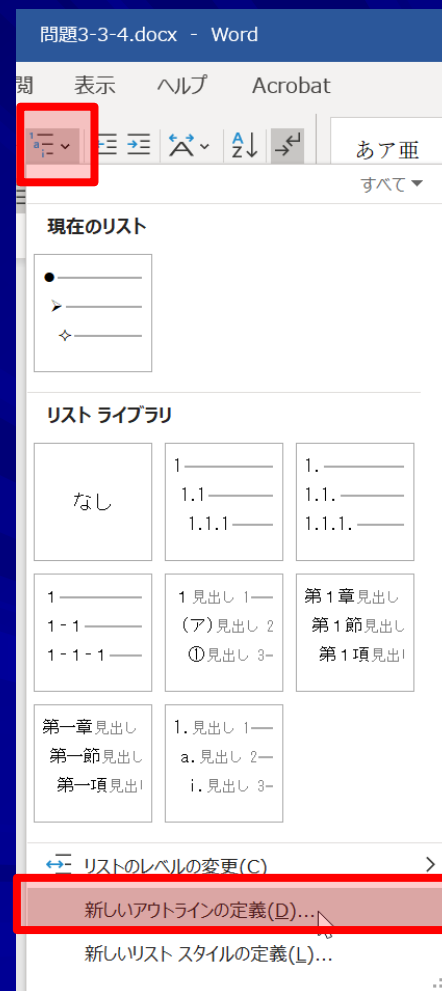 問題3-3-4.docx - Word
閲 表示 ヘルプ Acrobat
あア亜
すべて
現在のリスト
リスト ライブラリ
なし
1
1.1
1.1.1
1.
1.1.
1.1.1.
1
1-1
1-1-1
1 見出し 1
(ア)見出し 2
①見出し 3
第1章見出し
第1節見出し
第1項見出し
第一章見出し
第一節見出し
第一項見出し
1.見出し 1
a.見出し 2
i.見出し 3
リストのレベルの変更(C)
新しいアウトラインの定義(D)...
新しいリスト スタイルの定義(L)...